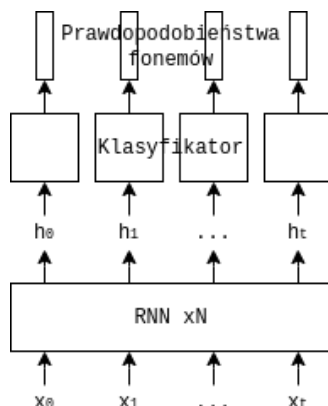 Prawdopodobieństwa
fonemów
Klasyfikator
h₀ h₁ ... hₜ
RNN xN
x₀ x₁ ... xₜ